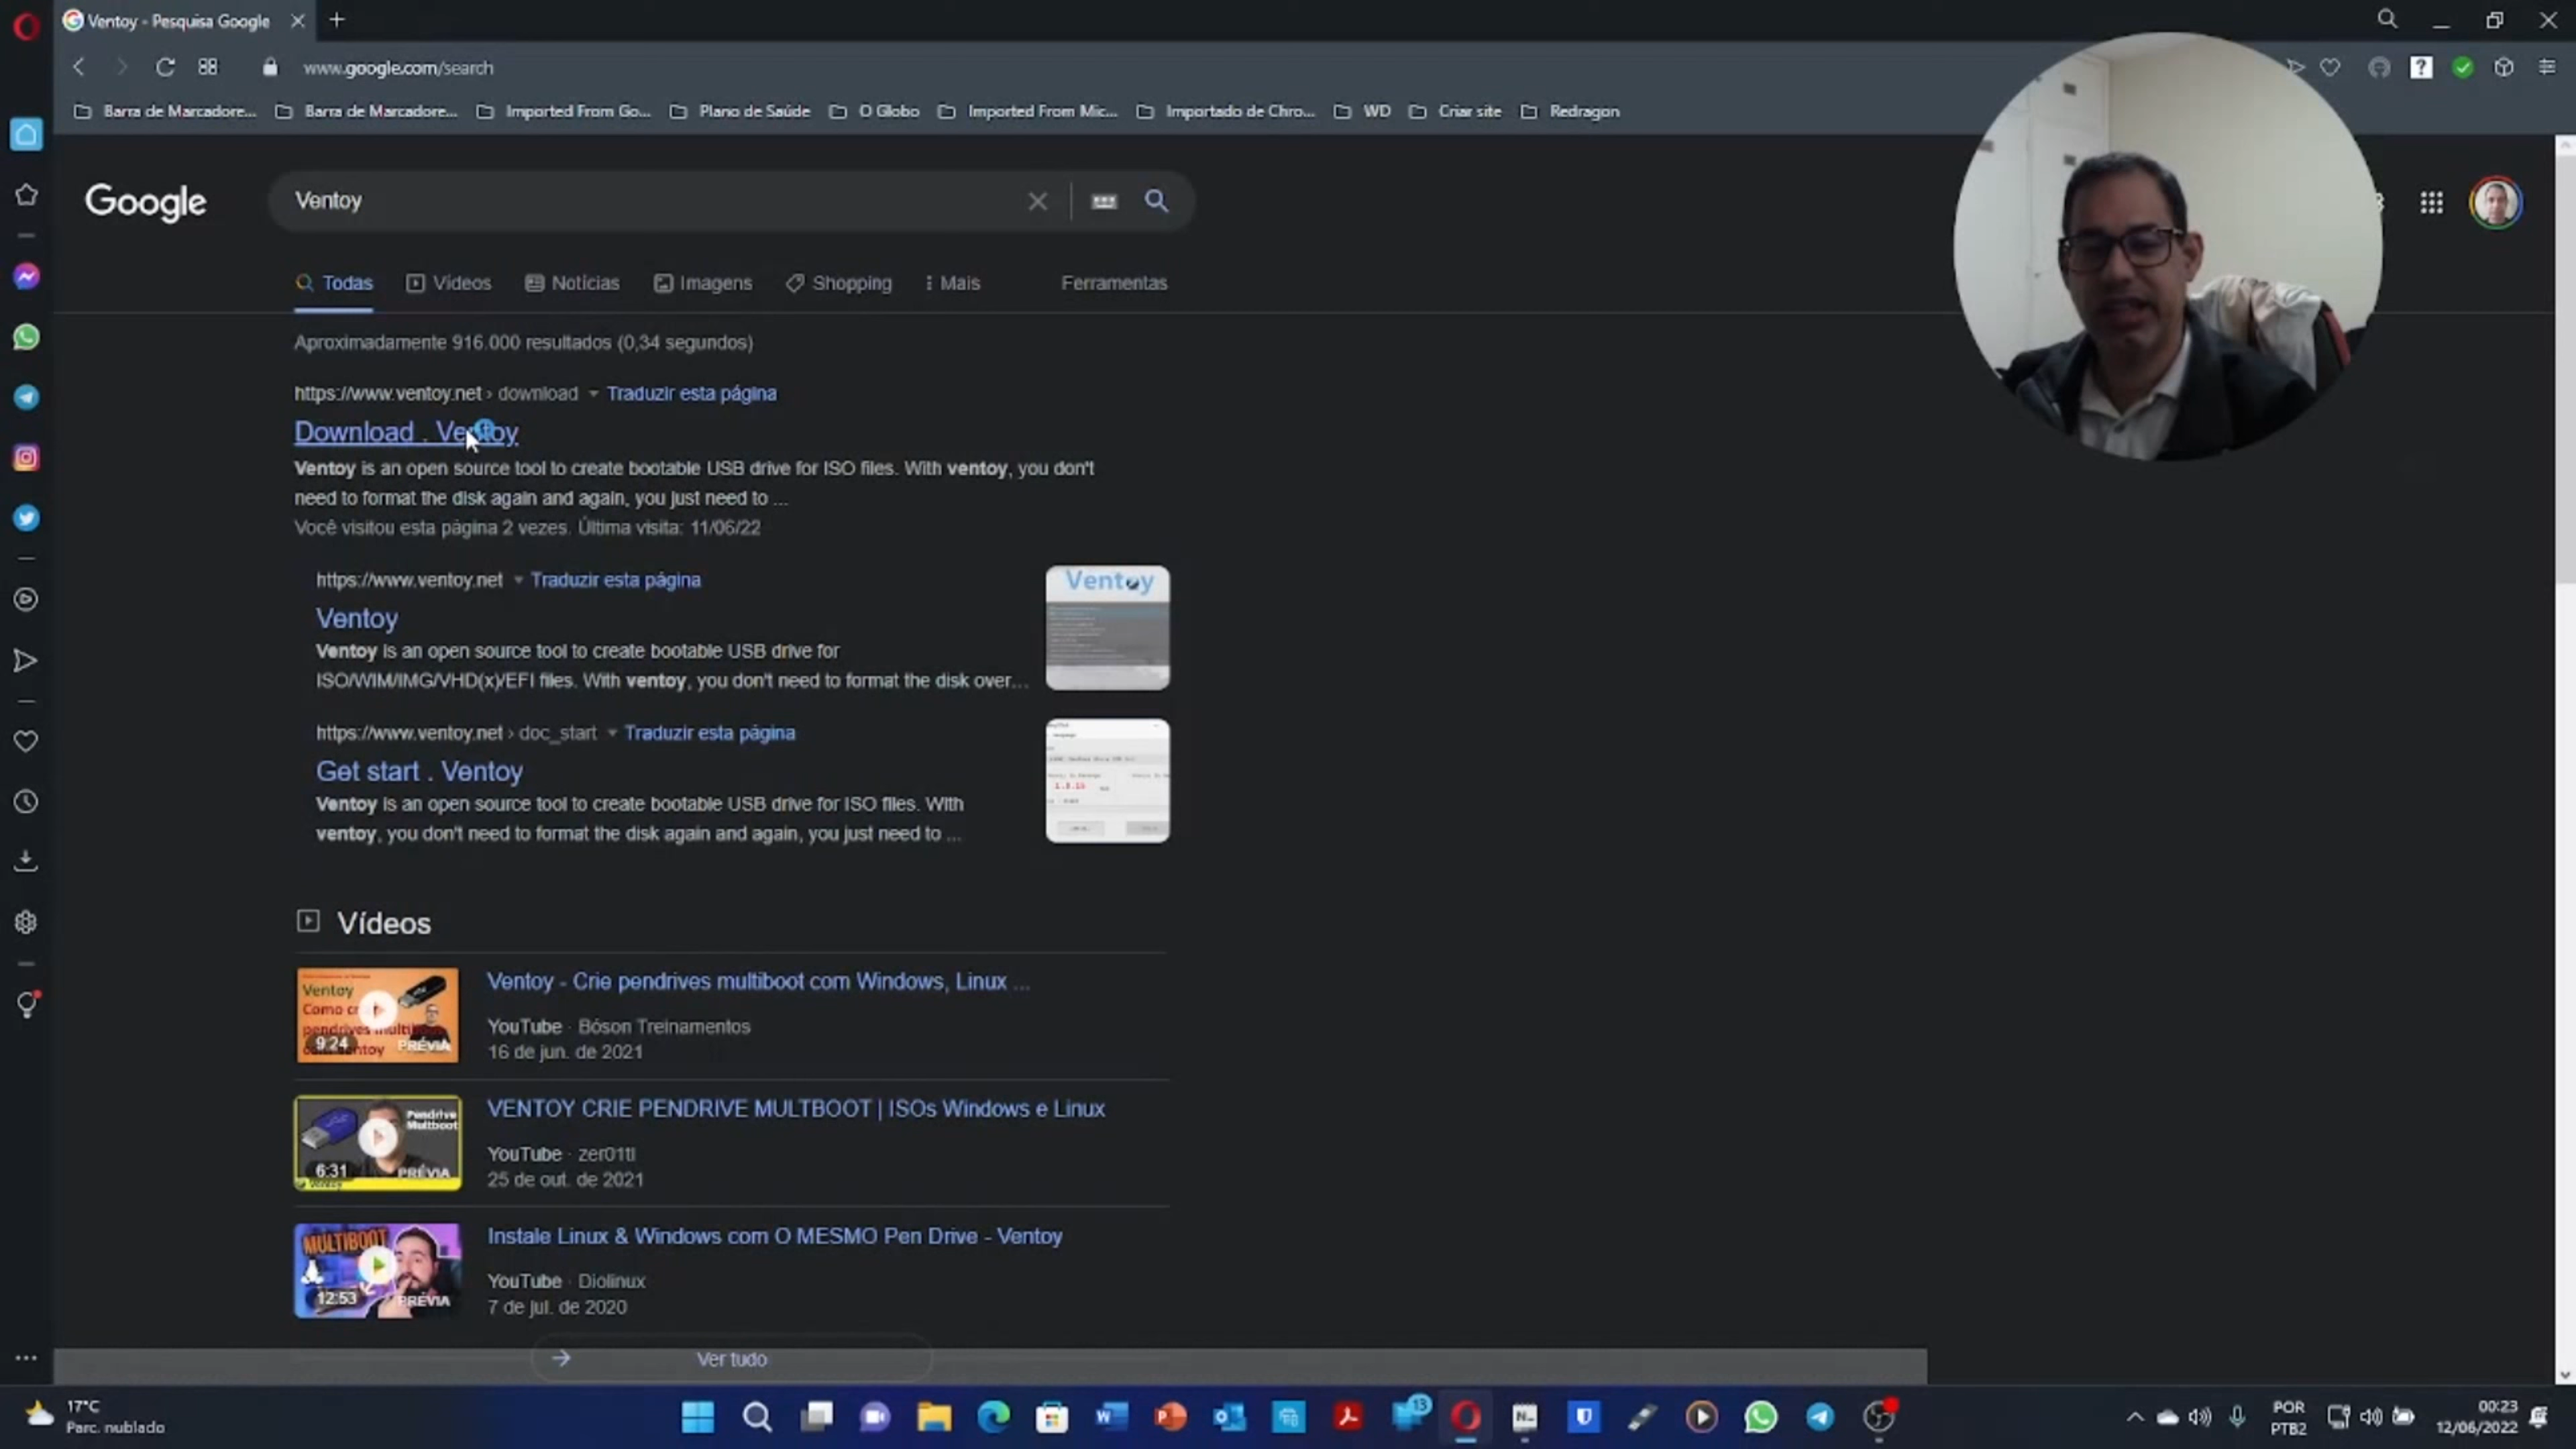 Ventoy - Pesquisa Google
www.google.com/search
Barra de Marcadore... Barra de Marcadore... Imported From Go... Plano de Saúde O Globo Imported From Mic... Importado de Chro... WD Criar site Redragon
Google
Ventoy
Todas Vídeos Notícias Imagens Shopping Mais Ferramentas
Aproximadamente 916.000 resultados (0,34 segundos)
https://www.ventoy.net › download Traduzir esta página
Download . Ventoy
Ventoy is an open source tool to create bootable USB drive for ISO files. With ventoy, you don't
need to format the disk again and again, you just need to ...
Você visitou esta página 2 vezes. Última visita: 11/06/22
https://www.ventoy.net Traduzir esta página
Ventoy
Ventoy is an open source tool to create bootable USB drive for
ISO/WIM/IMG/VHD(x)/EFI files. With ventoy, you don't need to format the disk over...
Ventoy
https://www.ventoy.net › doc_start Traduzir esta página
Get start . Ventoy
Ventoy is an open source tool to create bootable USB drive for ISO files. With
ventoy, you don't need to format the disk again and again, you just need to ...
Vídeos
Ventoy - Crie pendrives multiboot com Windows, Linux ...
YouTube · Bóson Treinamentos
16 de jun. de 2021
Ventoy
Como
pendrives
9:24 PRÉVIA
VENTOY CRIE PENDRIVE MULTBOOT | ISOs Windows e Linux
YouTube · zer01ti
25 de out. de 2021
Pendrive
Multboot
6:31 PRÉVIA
Ventoy
Instale Linux & Windows com O MESMO Pen Drive - Ventoy
YouTube · Diolinux
7 de jul. de 2020
MULTIBOOT
12:53 PRÉVIA
Ver tudo
17°C
Parc. nublado
13
POR
PTB2
00:23
12/06/2022